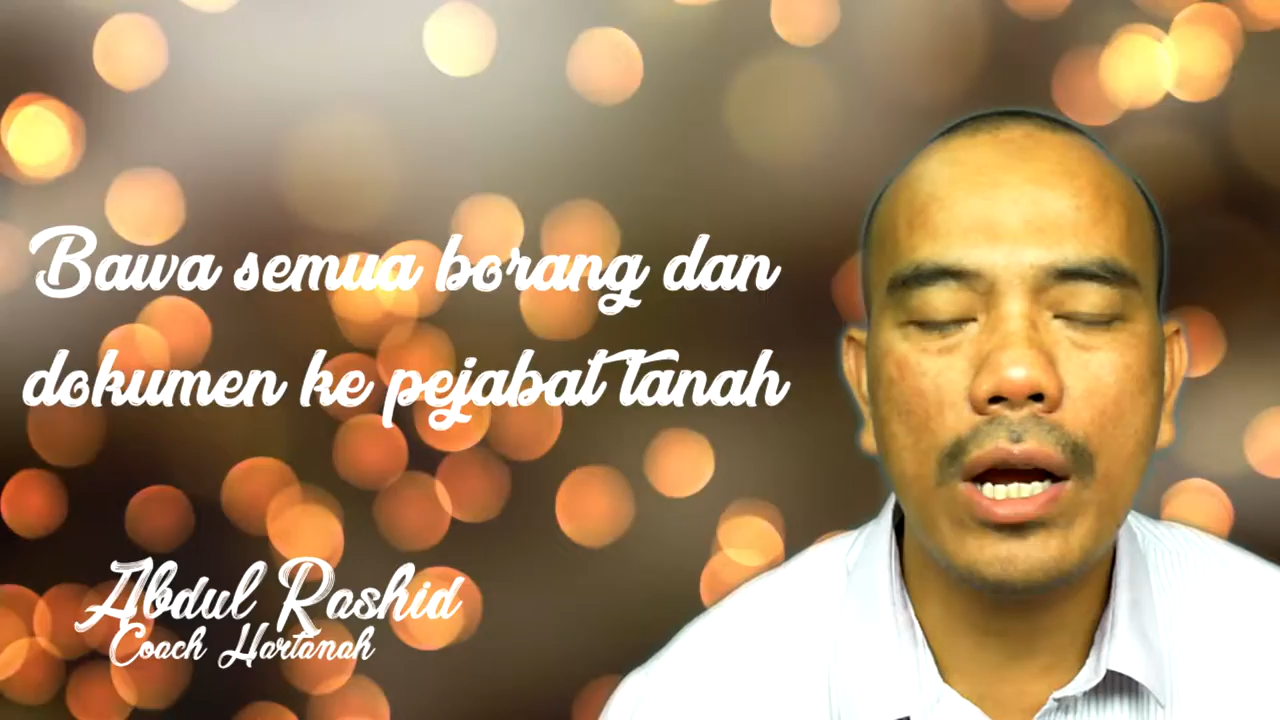 Bawa semua borang dan
dokumen ke pejabat tanah
Abdul Rashid
Coach Hartanah